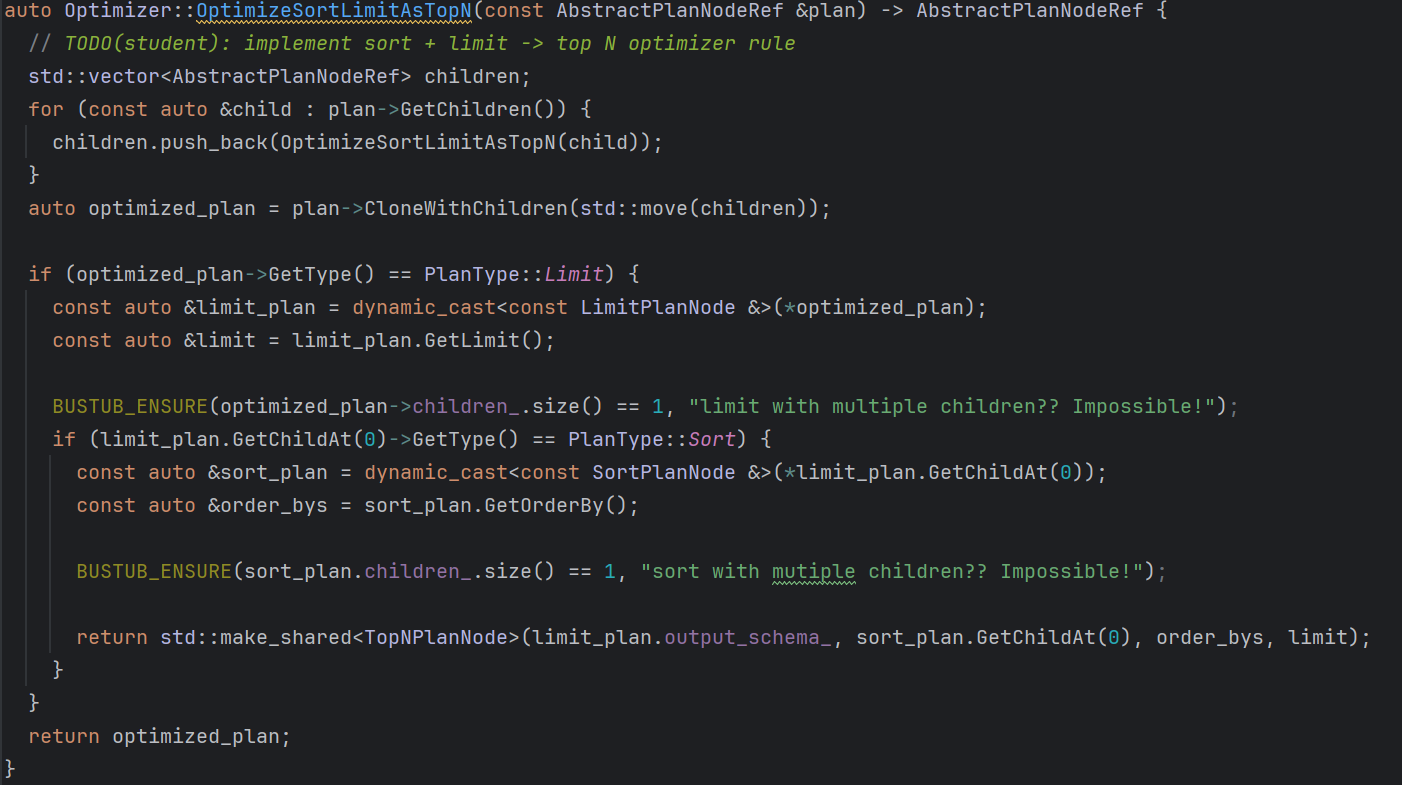 auto Optimizer::OptimizeSortLimitAsTopN(const AbstractPlanNodeRef &plan) -> AbstractPlanNodeRef {
  // TODO(student): implement sort + limit -> top N optimizer rule
  std::vector<AbstractPlanNodeRef> children;
  for (const auto &child : plan->GetChildren()) {
    children.push_back(OptimizeSortLimitAsTopN(child));
  }
  auto optimized_plan = plan->CloneWithChildren(std::move(children));
  if (optimized_plan->GetType() == PlanType::Limit) {
    const auto &limit_plan = dynamic_cast<const LimitPlanNode &>(*optimized_plan);
    const auto &limit = limit_plan.GetLimit();
    BUSTUB_ENSURE(optimized_plan->children_.size() == 1, "limit with multiple children?? Impossible!");
    if (limit_plan.GetChildAt(0)->GetType() == PlanType::Sort) {
      const auto &sort_plan = dynamic_cast<const SortPlanNode &>(*limit_plan.GetChildAt(0));
      const auto &order_bys = sort_plan.GetOrderBy();
      BUSTUB_ENSURE(sort_plan.children_.size() == 1, "sort with mutiple children?? Impossible!");
      return std::make_shared<TopNPlanNode>(limit_plan.output_schema_, sort_plan.GetChildAt(0), order_bys, limit);
    }
  }
  return optimized_plan;
}